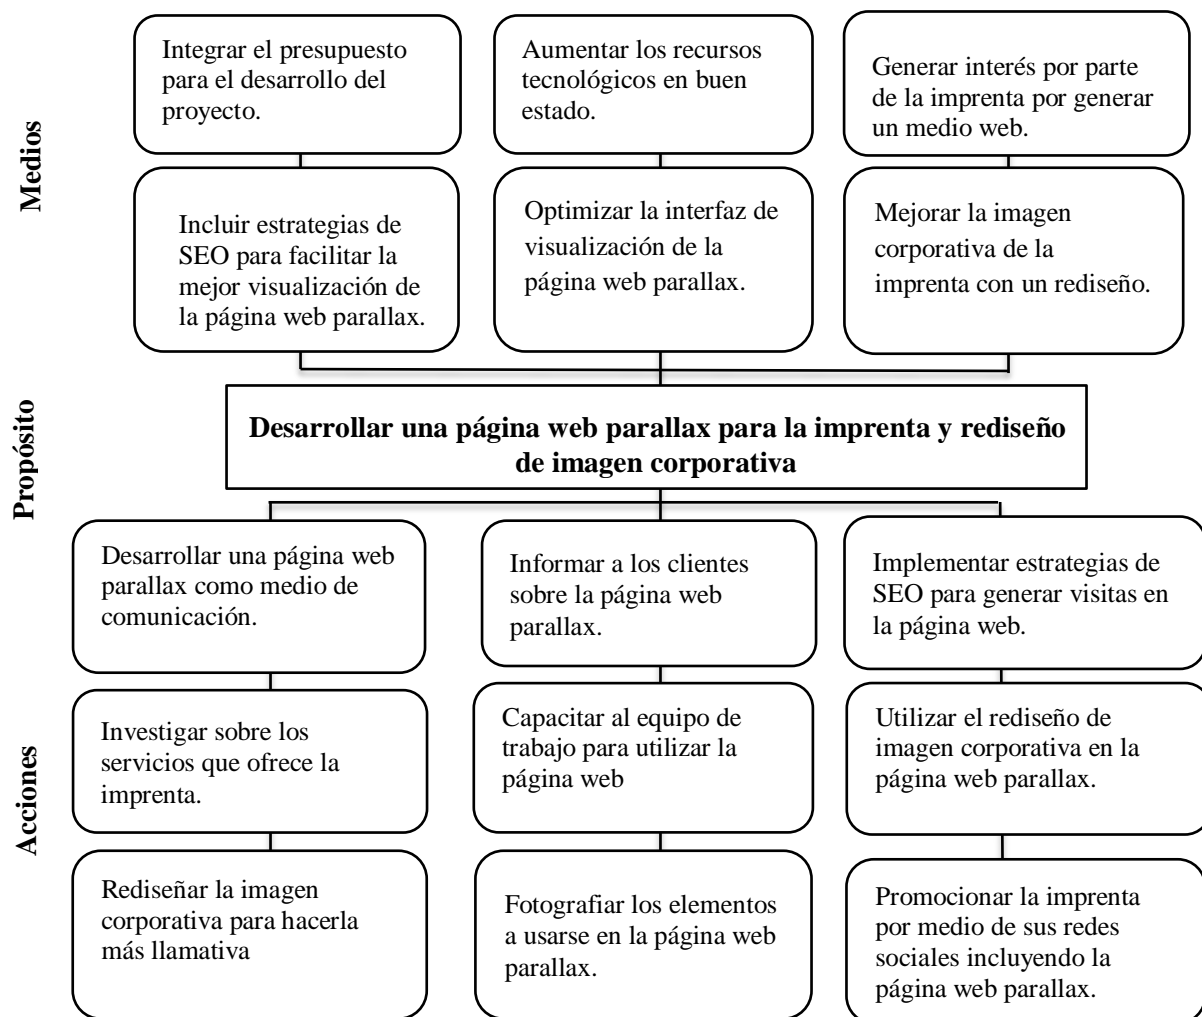 Medios
Integrar el presupuesto
para el desarrollo del
proyecto.
Aumentar los recursos
tecnológicos en buen
estado.
Generar interés por parte
de la imprenta por generar
un medio web.
Incluir estrategias de
SEO para facilitar la
mejor visualización de
la página web parallax.
Optimizar la interfaz de
visualización de la
página web parallax.
Mejorar la imagen
corporativa de la
imprenta con un rediseño.
Propósito
Desarrollar una página web parallax para la imprenta y rediseño
de imagen corporativa
Acciones
Desarrollar una página web
parallax como medio de
comunicación.
Informar a los clientes
sobre la página web
parallax.
Implementar estrategias de
SEO para generar visitas en
la página web.
Investigar sobre los
servicios que ofrece la
imprenta.
Capacitar al equipo de
trabajo para utilizar la
página web
Utilizar el rediseño de
imagen corporativa en la
página web parallax.
Rediseñar la imagen
corporativa para hacerla
más llamativa
Fotografiar los elementos
a usarse en la página web
parallax.
Promocionar la imprenta
por medio de sus redes
sociales incluyendo la
página web parallax.